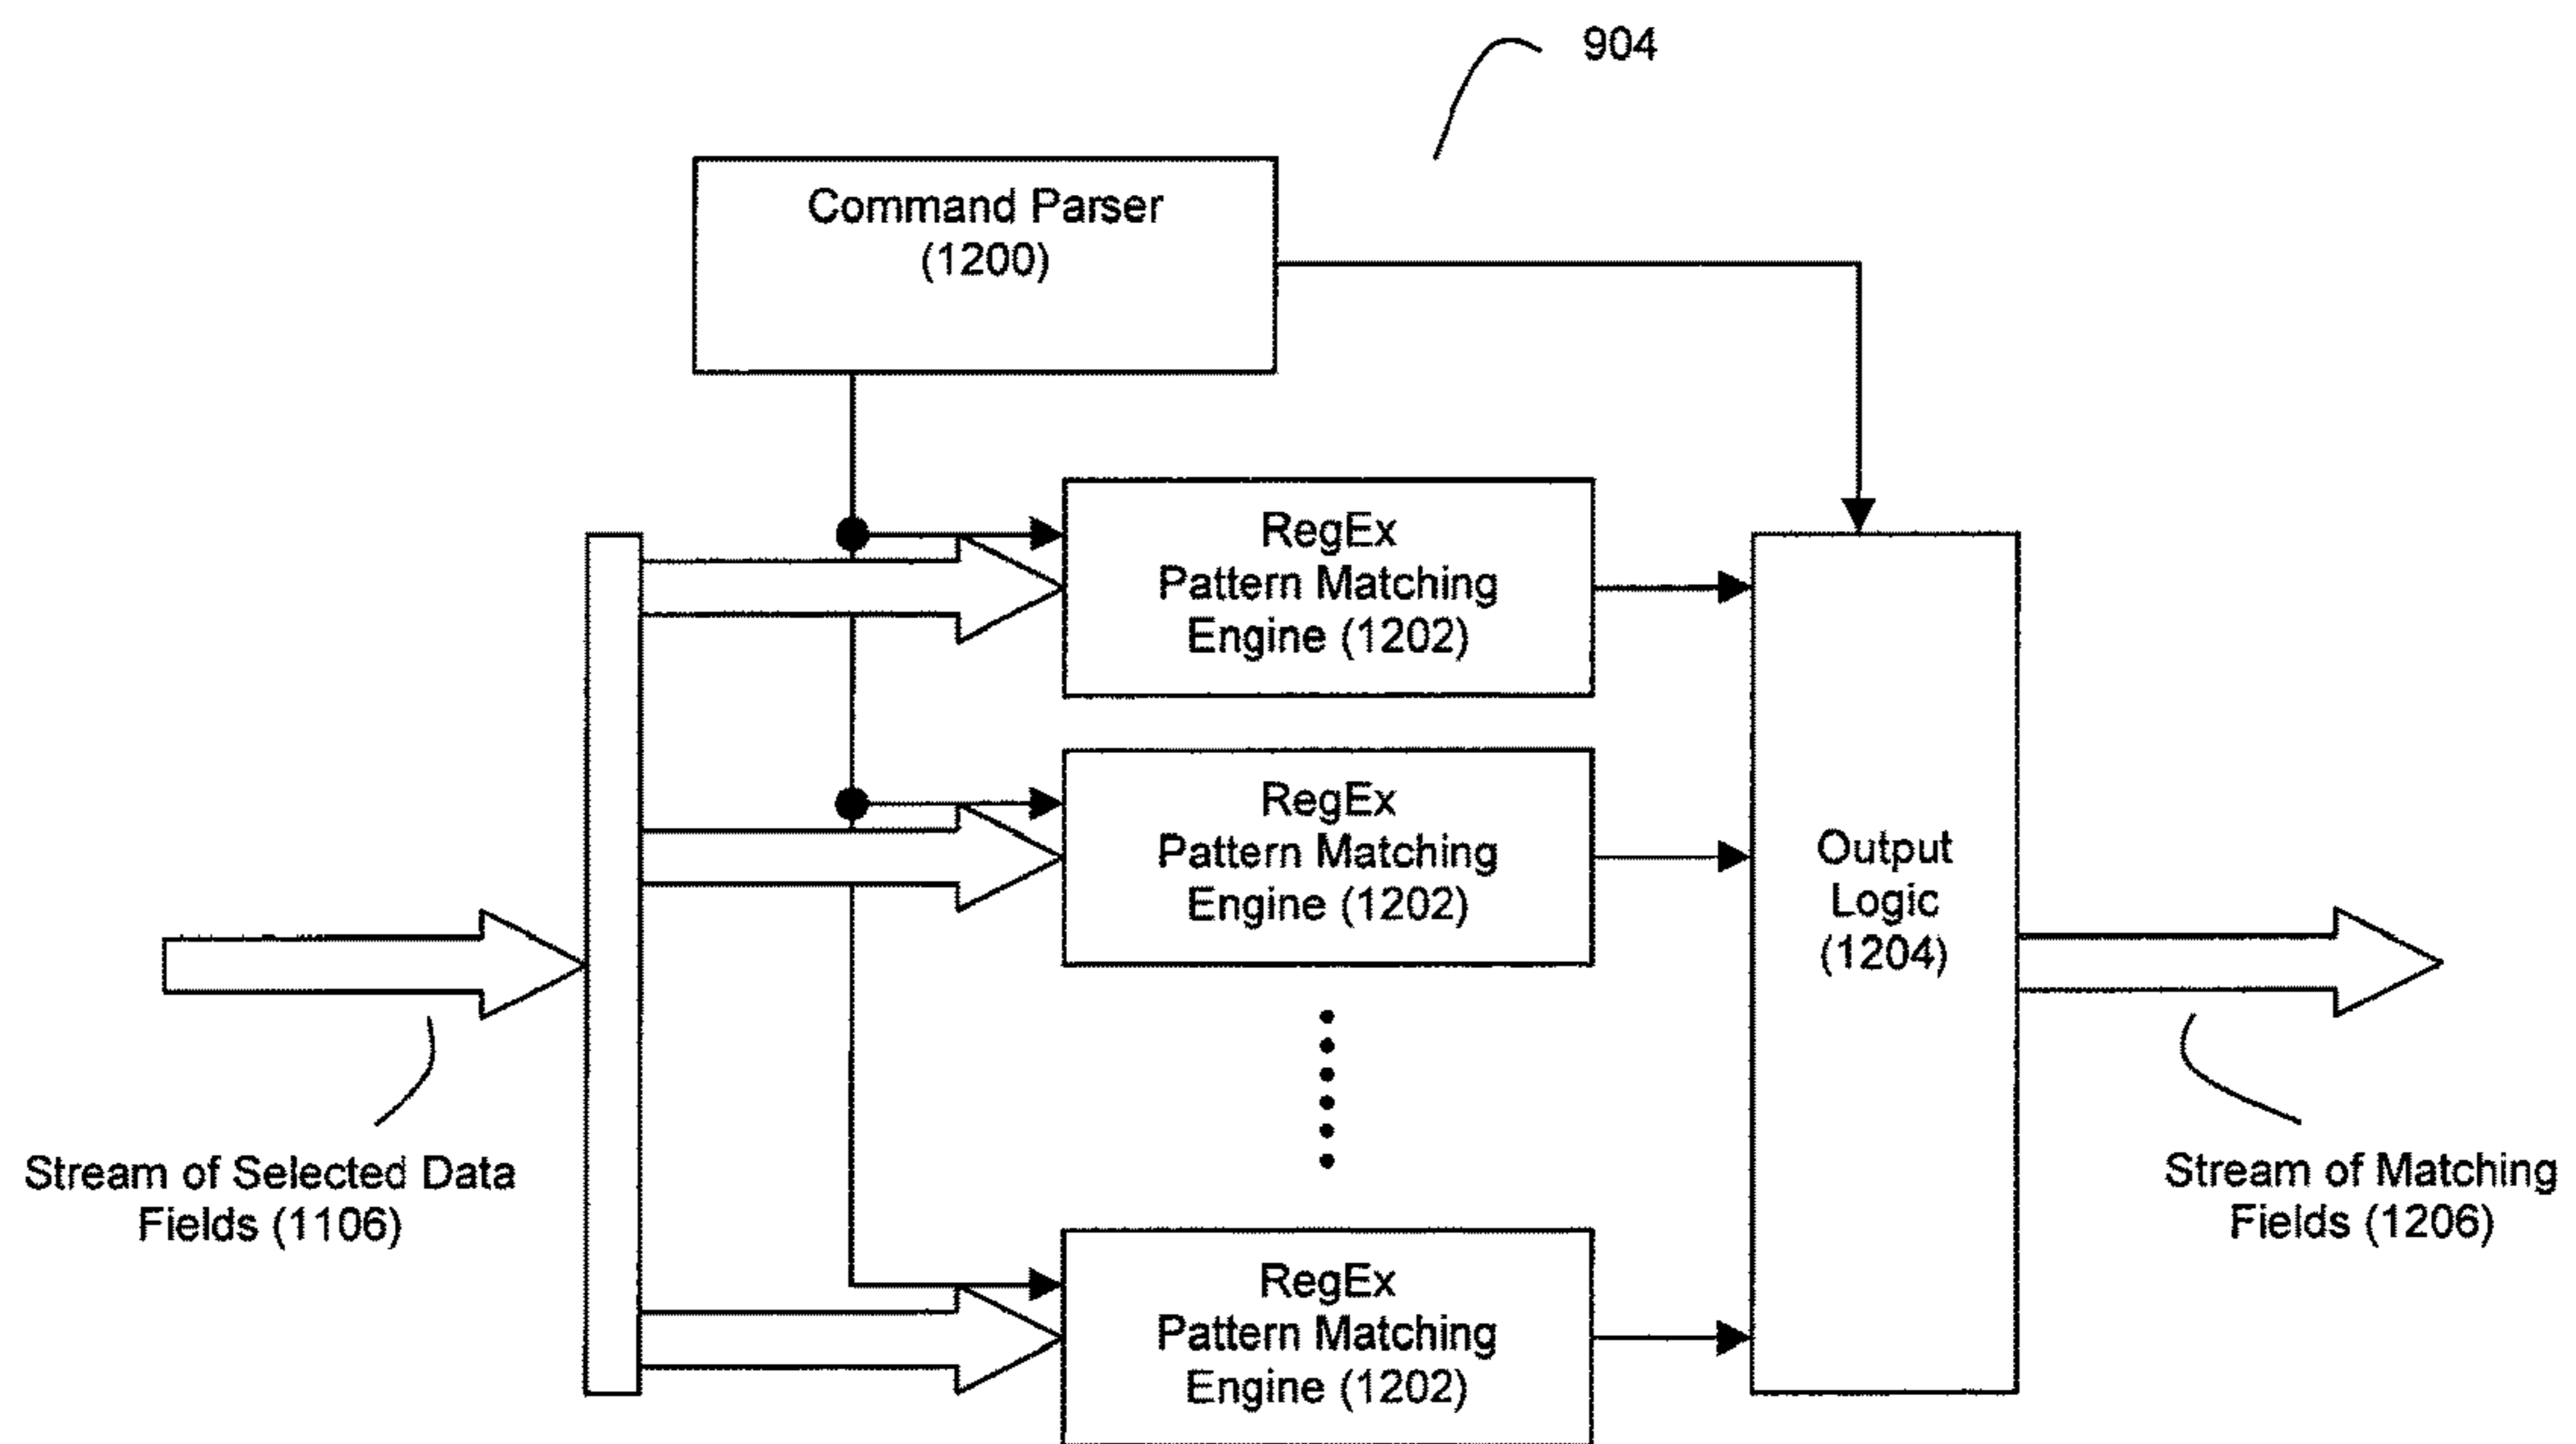 904
Command Parser
(1200)
RegEx
Pattern Matching
Engine (1202)
RegEx
Pattern Matching
Engine (1202)
Output
Logic
(1204)
Stream of Selected Data
Fields (1106)
Stream of Matching
Fields (1206)
RegEx
Pattern Matching
Engine (1202)